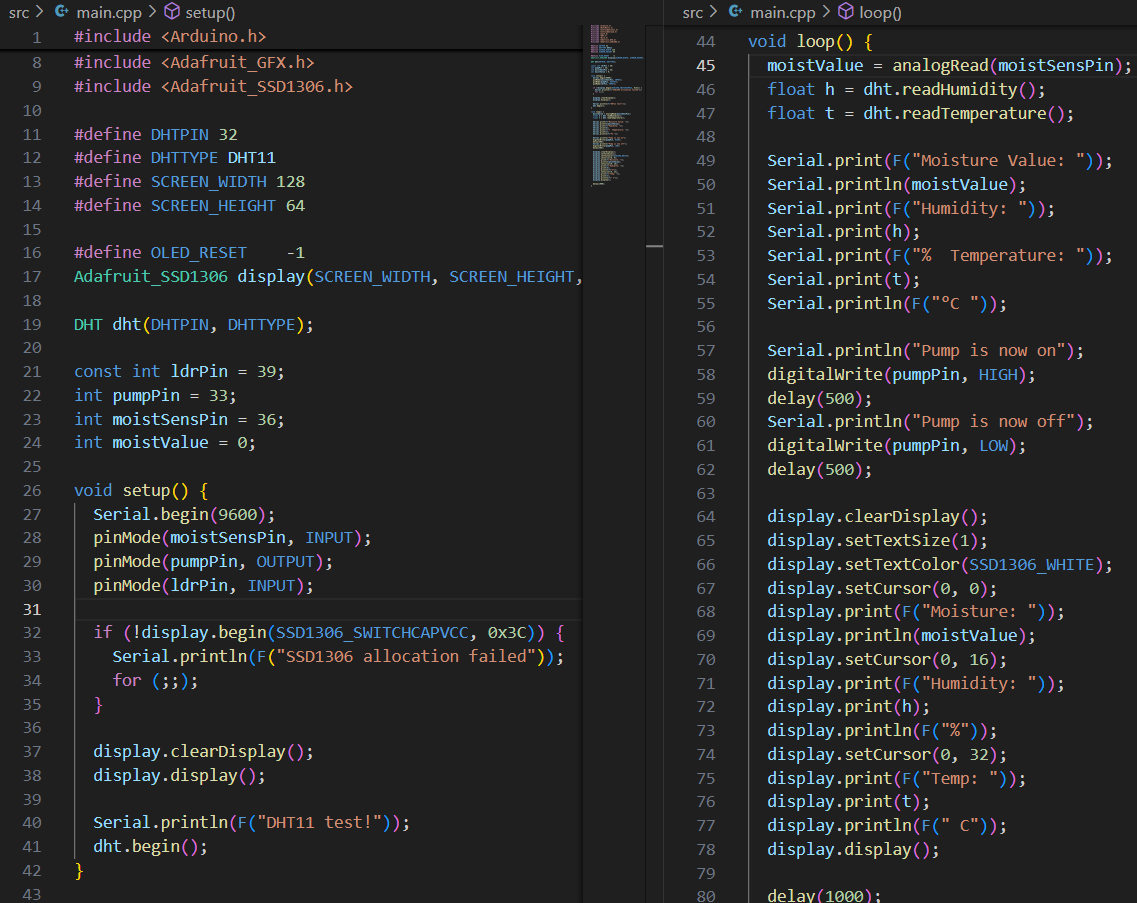 src > main.cpp > setup()
1 #include <Arduino.h>
8 #include <Adafruit_GFX.h>
9 #include <Adafruit_SSD1306.h>
10
11 #define DHTPIN 32
12 #define DHTTYPE DHT11
13 #define SCREEN_WIDTH 128
14 #define SCREEN_HEIGHT 64
15
16 #define OLED_RESET    -1
17 Adafruit_SSD1306 display(SCREEN_WIDTH, SCREEN_HEIGHT,
18
19 DHT dht(DHTPIN, DHTTYPE);
20
21 const int ldrPin = 39;
22 int pumpPin = 33;
23 int moistSensPin = 36;
24 int moistValue = 0;
25
26 void setup() {
27   Serial.begin(9600);
28   pinMode(moistSensPin, INPUT);
29   pinMode(pumpPin, OUTPUT);
30   pinMode(ldrPin, INPUT);
31
32   if (!display.begin(SSD1306_SWITCHCAPVCC, 0x3C)) {
33     Serial.println(F("SSD1306 allocation failed"));
34     for (;;);
35   }
36
37   display.clearDisplay();
38   display.display();
39
40   Serial.println(F("DHT11 test!"));
41   dht.begin();
42 }
43
src > main.cpp > loop()
44 void loop() {
45   moistValue = analogRead(moistSensPin);
46   float h = dht.readHumidity();
47   float t = dht.readTemperature();
48
49   Serial.print(F("Moisture Value: "));
50   Serial.println(moistValue);
51   Serial.print(F("Humidity: "));
52   Serial.print(h);
53   Serial.print(F("%  Temperature: "));
54   Serial.print(t);
55   Serial.println(F("°C "));
56
57   Serial.println("Pump is now on");
58   digitalWrite(pumpPin, HIGH);
59   delay(500);
60   Serial.println("Pump is now off");
61   digitalWrite(pumpPin, LOW);
62   delay(500);
63
64   display.clearDisplay();
65   display.setTextSize(1);
66   display.setTextColor(SSD1306_WHITE);
67   display.setCursor(0, 0);
68   display.print(F("Moisture: "));
69   display.println(moistValue);
70   display.setCursor(0, 16);
71   display.print(F("Humidity: "));
72   display.print(h);
73   display.println(F("%"));
74   display.setCursor(0, 32);
75   display.print(F("Temp: "));
76   display.print(t);
77   display.println(F(" C"));
78   display.display();
79
80   delay(1000);